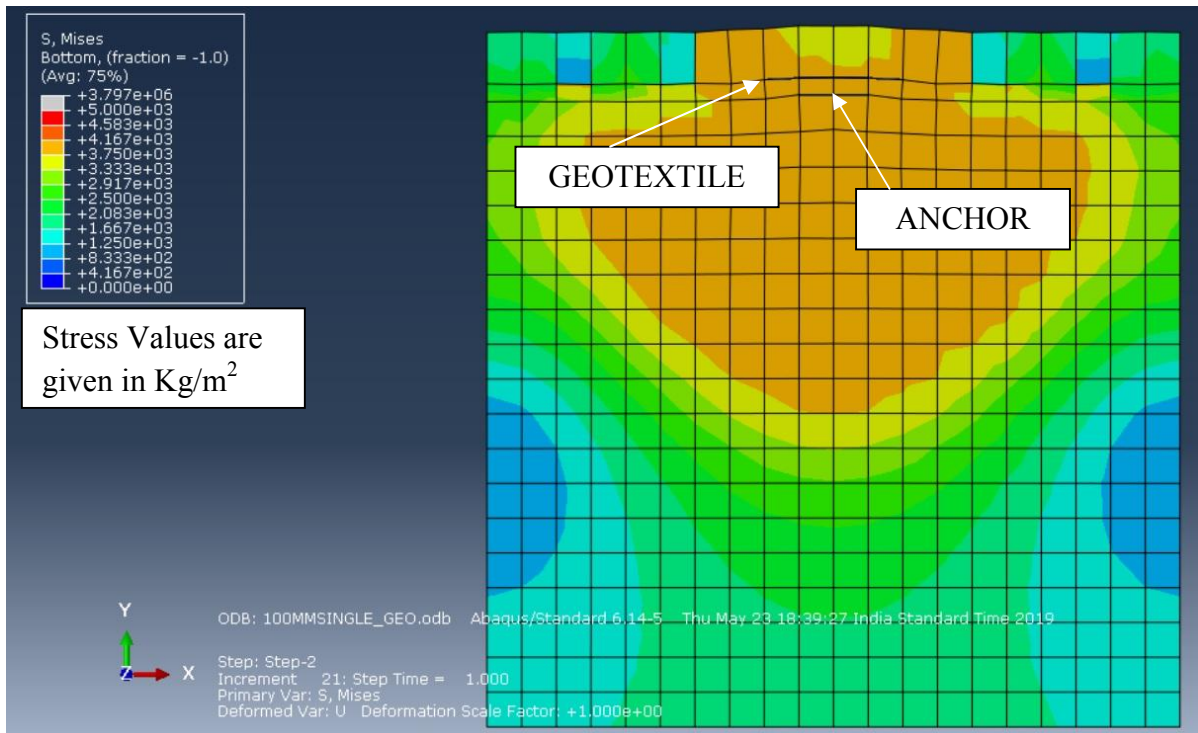 S, Mises
Bottom, (fraction = -1.0)
(Avg: 75%)
+3.797e+06
+5.000e+03
+4.583e+03
+4.167e+03
+3.750e+03
+3.333e+03
+2.917e+03
+2.500e+03
+2.083e+03
+1.667e+03
+1.250e+03
+8.333e+02
+4.167e+02
+0.000e+00
GEOTEXTILE
ANCHOR
Stress Values are
given in Kg/m²
Y
Z
X
ODB: 100MMSINGLE_GEO.odb Abaqus/Standard 6.14-5 Thu May 23 18:39:27 India Standard Time 2019
Step: Step-2
Increment 21: Step Time = 1.000
Primary Var: S, Mises
Deformed Var: U Deformation Scale Factor: +1.000e+00